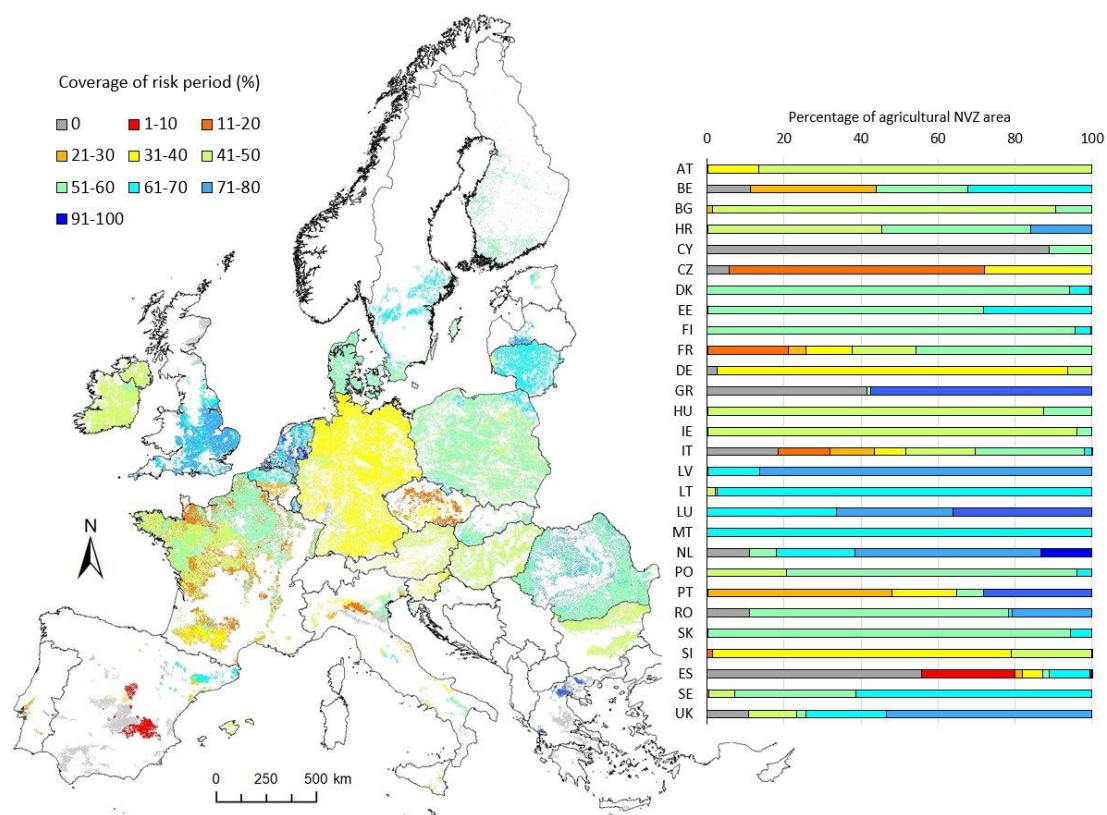 Coverage of risk period (%)
0 1-10 11-20
21-30 31-40 41-50
51-60 61-70 71-80
91-100
N
0 250 500 km
Percentage of agricultural NVZ area
0 20 40 60 80 100
AT
BE
BG
HR
CY
CZ
DK
EE
FI
FR
DE
GR
HU
IE
IT
LV
LT
LU
MT
NL
PO
PT
RO
SK
SI
ES
SE
UK